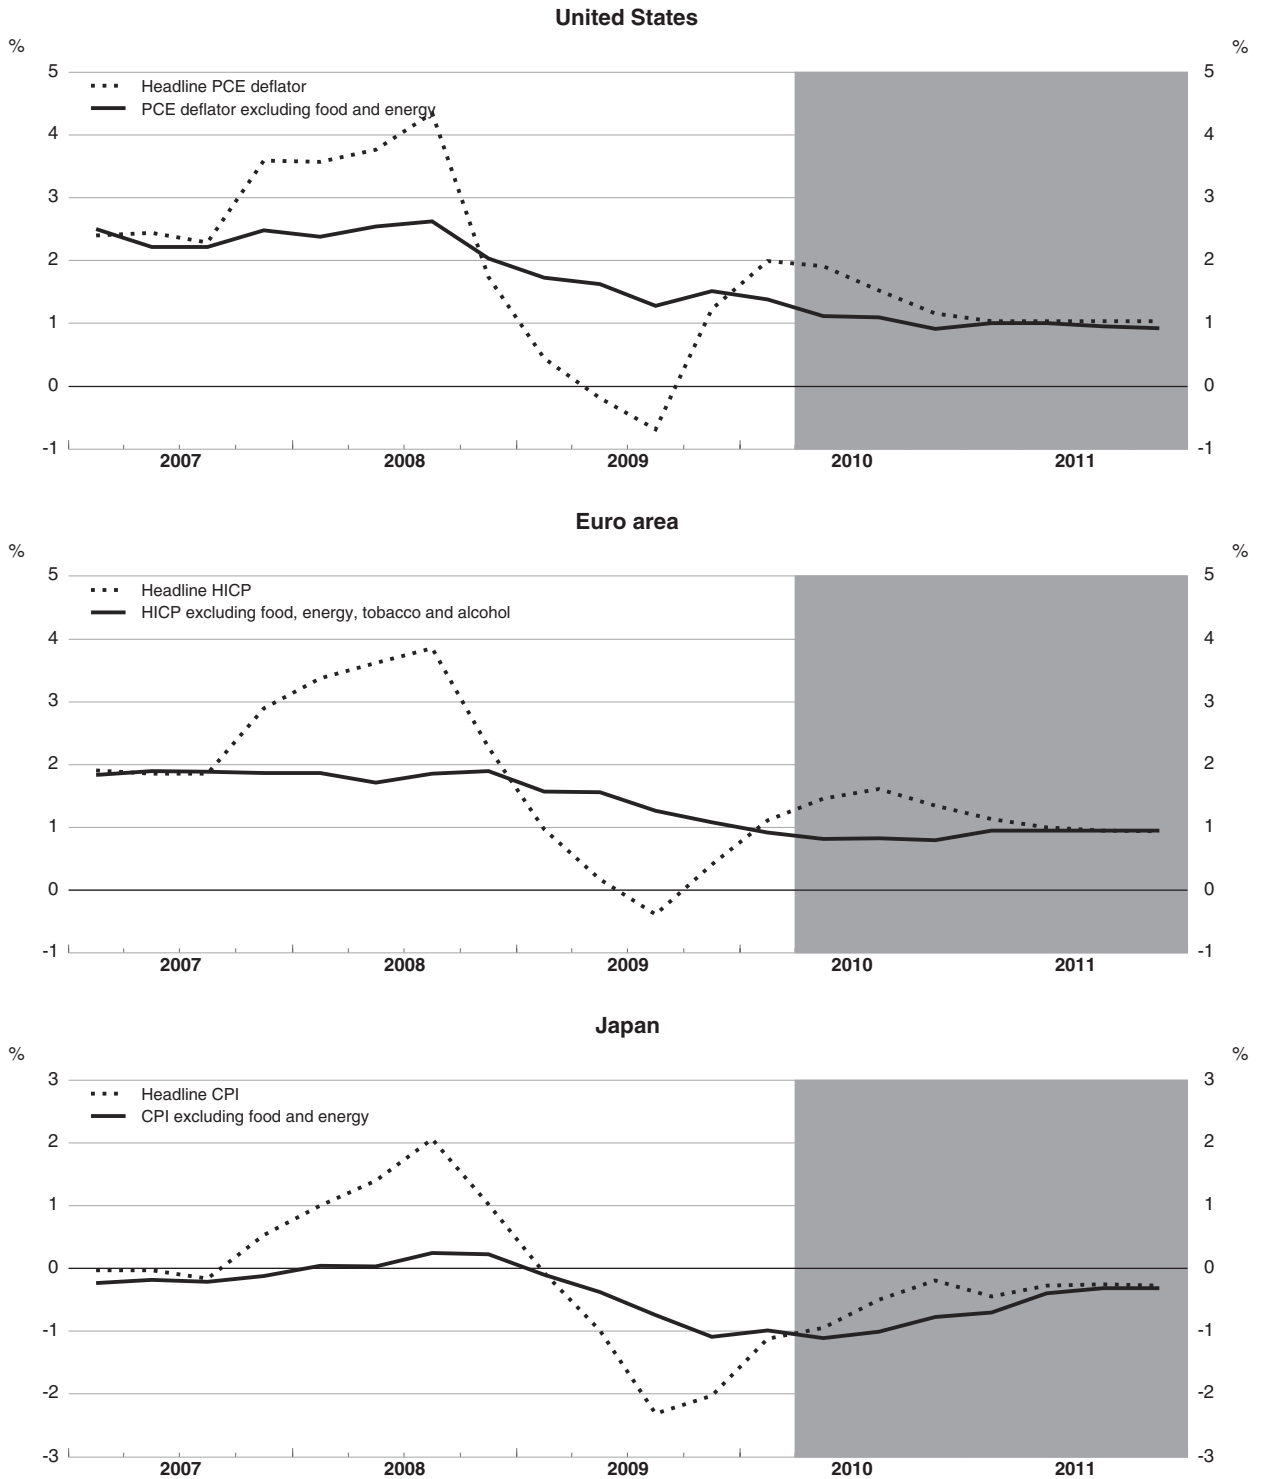 United States
% %
5 5
Headline PCE deflator
PCE deflator excluding food and energy
4 4
3 3
2 2
1 1
0 0
-1 -1
2007 2008 2009 2010 2011
Euro area
% %
5 5
Headline HICP
HICP excluding food, energy, tobacco and alcohol
4 4
3 3
2 2
1 1
0 0
-1 -1
2007 2008 2009 2010 2011
Japan
% %
3 3
Headline CPI
CPI excluding food and energy
2 2
1 1
0 0
-1 -1
-2 -2
-3 -3
2007 2008 2009 2010 2011